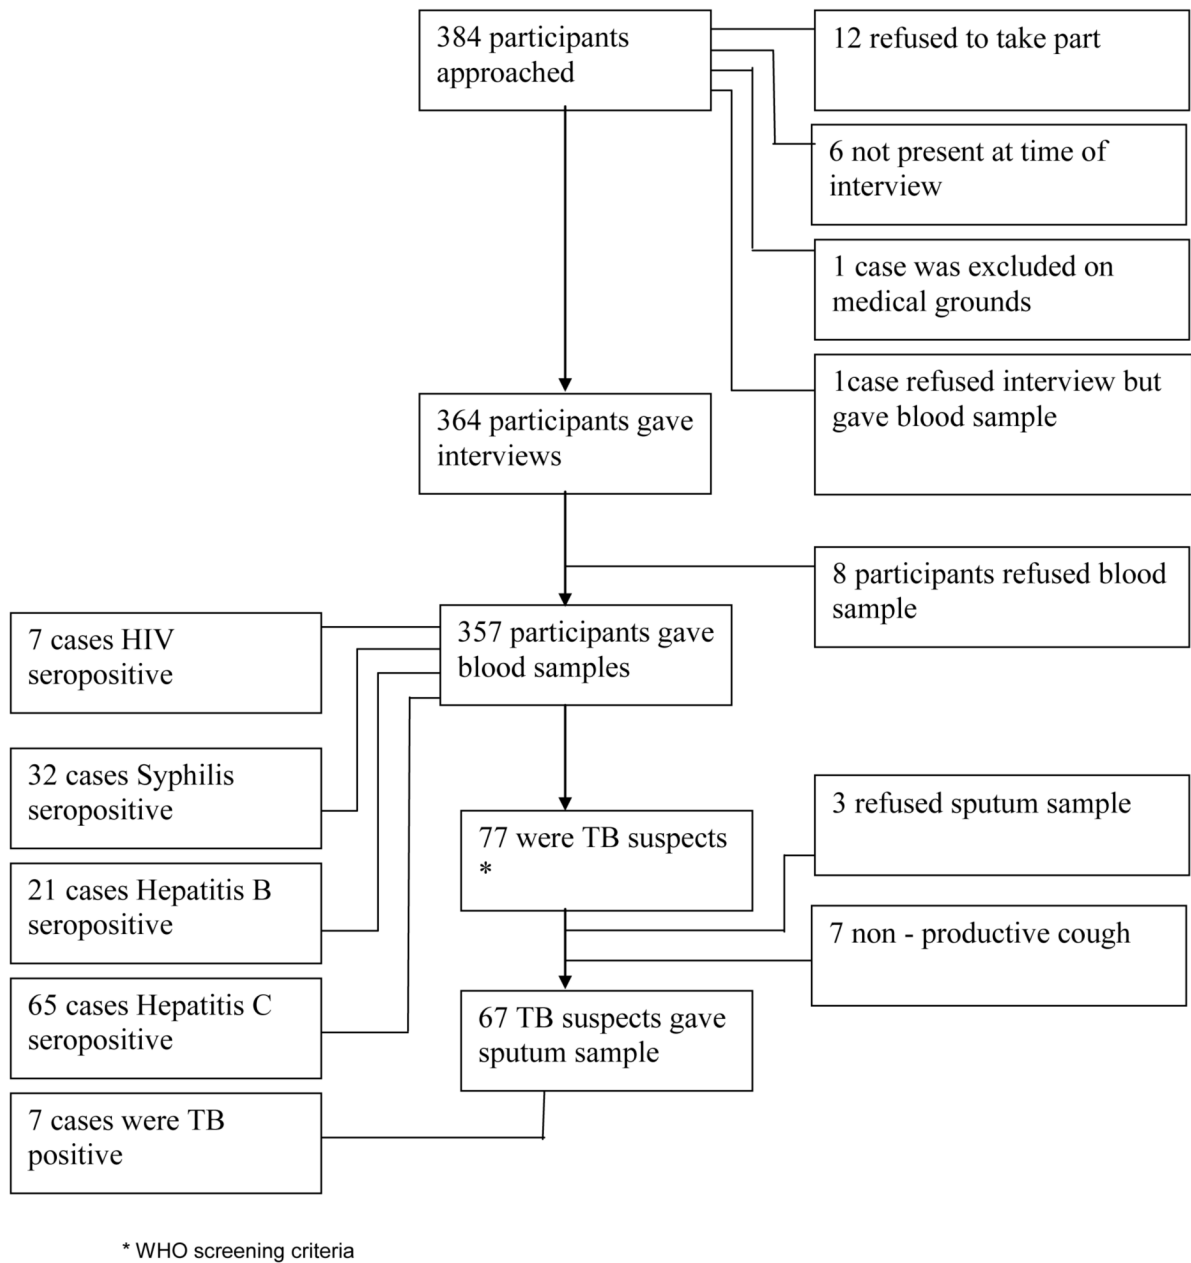 384 participants
approached
12 refused to take part
6 not present at time of
interview
1 case was excluded on
medical grounds
1case refused interview but
gave blood sample
364 participants gave
interviews
8 participants refused blood
sample
357 participants gave
blood samples
7 cases HIV
seropositive
32 cases Syphilis
seropositive
21 cases Hepatitis B
seropositive
65 cases Hepatitis C
seropositive
77 were TB suspects
*
3 refused sputum sample
7 non - productive cough
67 TB suspects gave
sputum sample
7 cases were TB
positive
* WHO screening criteria